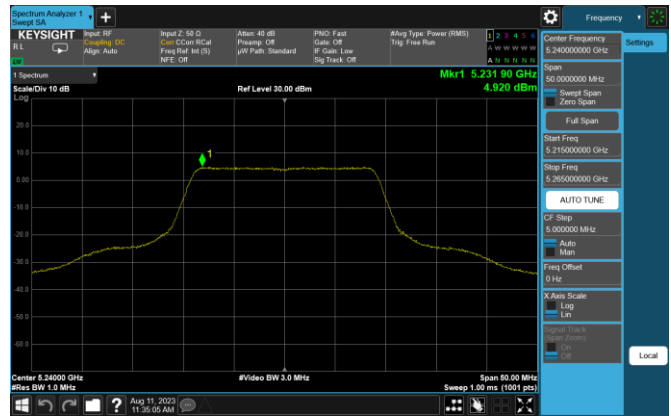 Spectrum Analyzer 1
Swept SA
+
Frequency
KEYSIGHT
RL
LW
Input: RF
Coupling: DC
Align: Auto
Input Z: 50 Ω
Corr CCorr RCal
Freq Ref: Int (S)
NFE: Off
Atten: 40 dB
Preamp: Off
µW Path: Standard
PNO: Fast
Gate: Off
IF Gain: Low
Sig Track: Off
#Avg Type: Power (RMS)
Trig: Free Run
1 2 3 4 5 6
A W W W W W
A N N N N N
1 Spectrum
Scale/Div 10 dB
Log
Ref Level 30.00 dBm
Mkr1 5.231 90 GHz
4.920 dBm
20.0
10.0
0.00
-10.0
-20.0
-30.0
-40.0
-50.0
-60.0
1
Center 5.24000 GHz
#Res BW 1.0 MHz
#Video BW 3.0 MHz
Span 50.00 MHz
Sweep 1.00 ms (1001 pts)
Center Frequency
5.240000000 GHz
Settings
Span
50.0000000 MHz
Swept Span
Zero Span
Full Span
Start Freq
5.215000000 GHz
Stop Freq
5.265000000 GHz
AUTO TUNE
CF Step
5.000000 MHz
Auto
Man
Freq Offset
0 Hz
X Axis Scale
Log
Lin
Signal Track
(Span Zoom)
On
Off
Local
?
Aug 11, 2023
11:35:05 AM